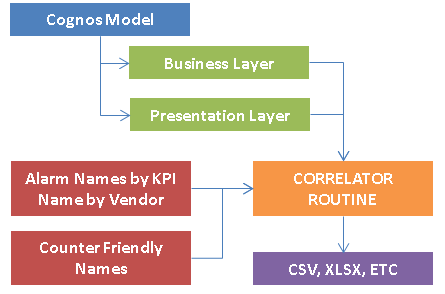 Cognos Model
Business Layer
Presentation Layer
Alarm Names by KPI
Name by Vendor
CORRELATOR
ROUTINE
Counter Friendly
Names
CSV, XLSX, ETC